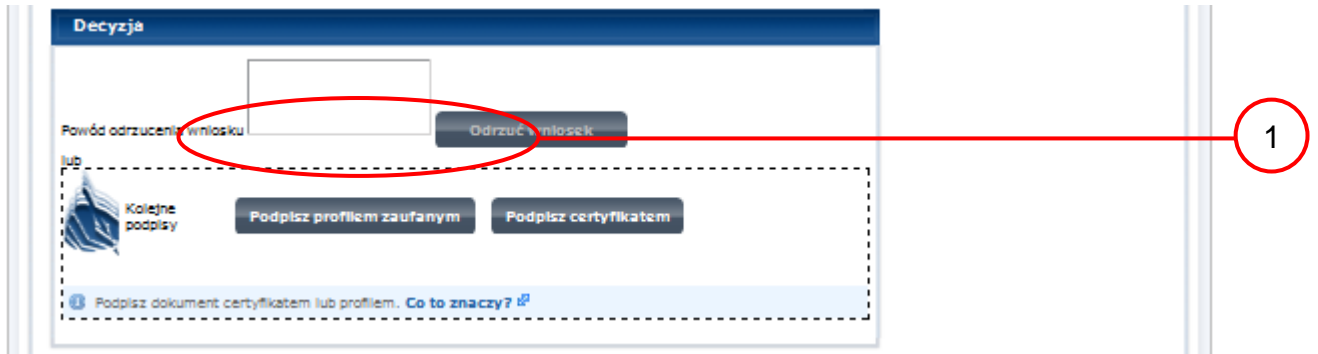 Decyzja
Powód odrzucenia wniosku
Odrzuć wniosek
1
lub
Kolejne
podpisy
Podpisz profilem zaufanym
Podpisz certyfikatem
Podpisz dokument certyfikatem lub profilem. Co to znaczy?